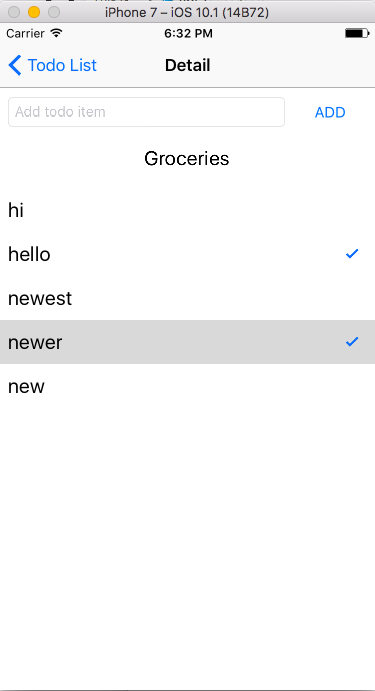 iPhone 7 – iOS 10.1 (14B72)
Carrier 6:32 PM
Todo List Detail
Add todo item ADD
Groceries
hi
hello
newest
newer
new